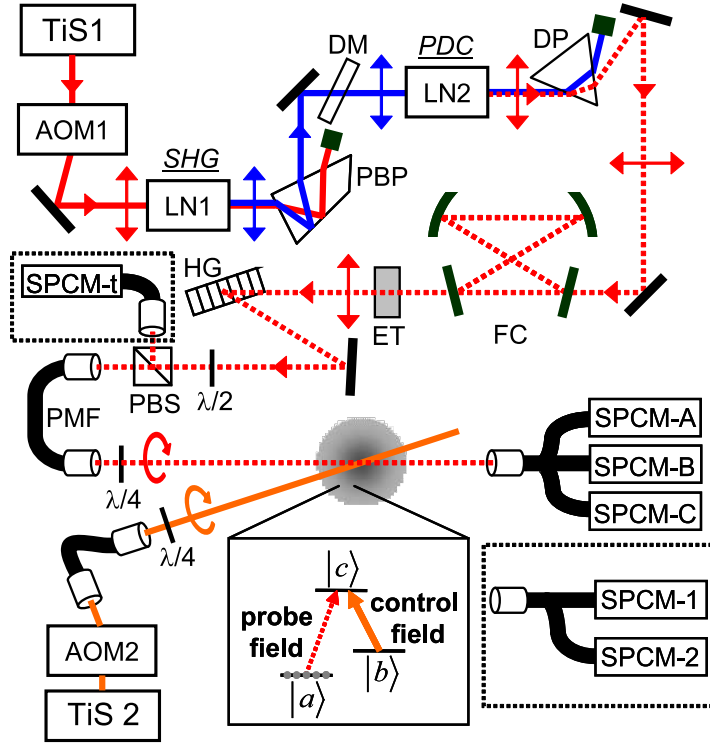 TiS1
AOM1
SHG
LN1
DM
PDC
LN2
DP
PBP
HG
ET
FC
SPCM-t
PBS
λ/2
PMF
λ/4
λ/4
SPCM-A
SPCM-B
SPCM-C
|c⟩
probe field
control field
|b⟩
|a⟩
SPCM-1
SPCM-2
AOM2
TiS 2